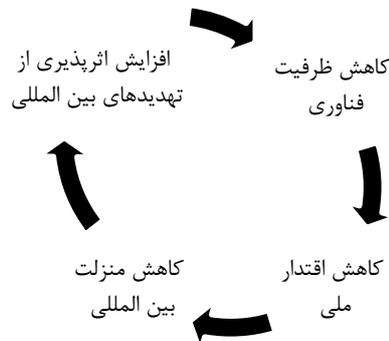 افزایش اثرپذیری از
تهدیدهای بین المللی
کاهش ظرفیت
فناوری
کاهش اقتدار
ملی
کاهش منزلت
بین المللی